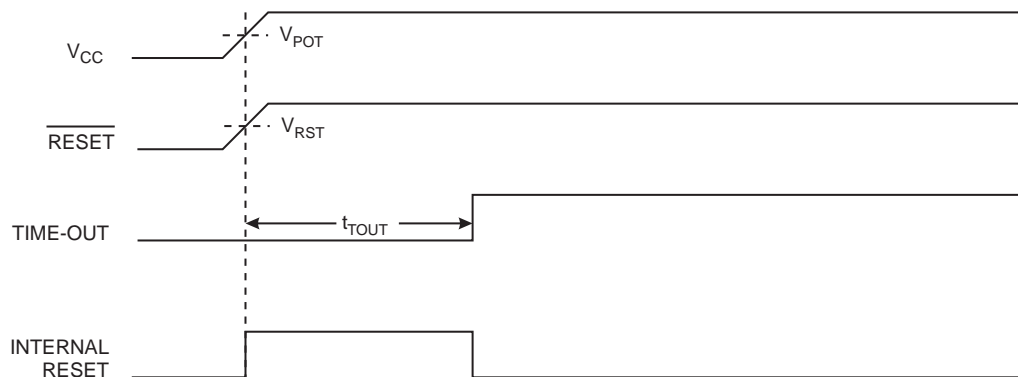 V_CC
V_POT
RESET
V_RST
TIME-OUT
t_TOUT
INTERNAL
RESET